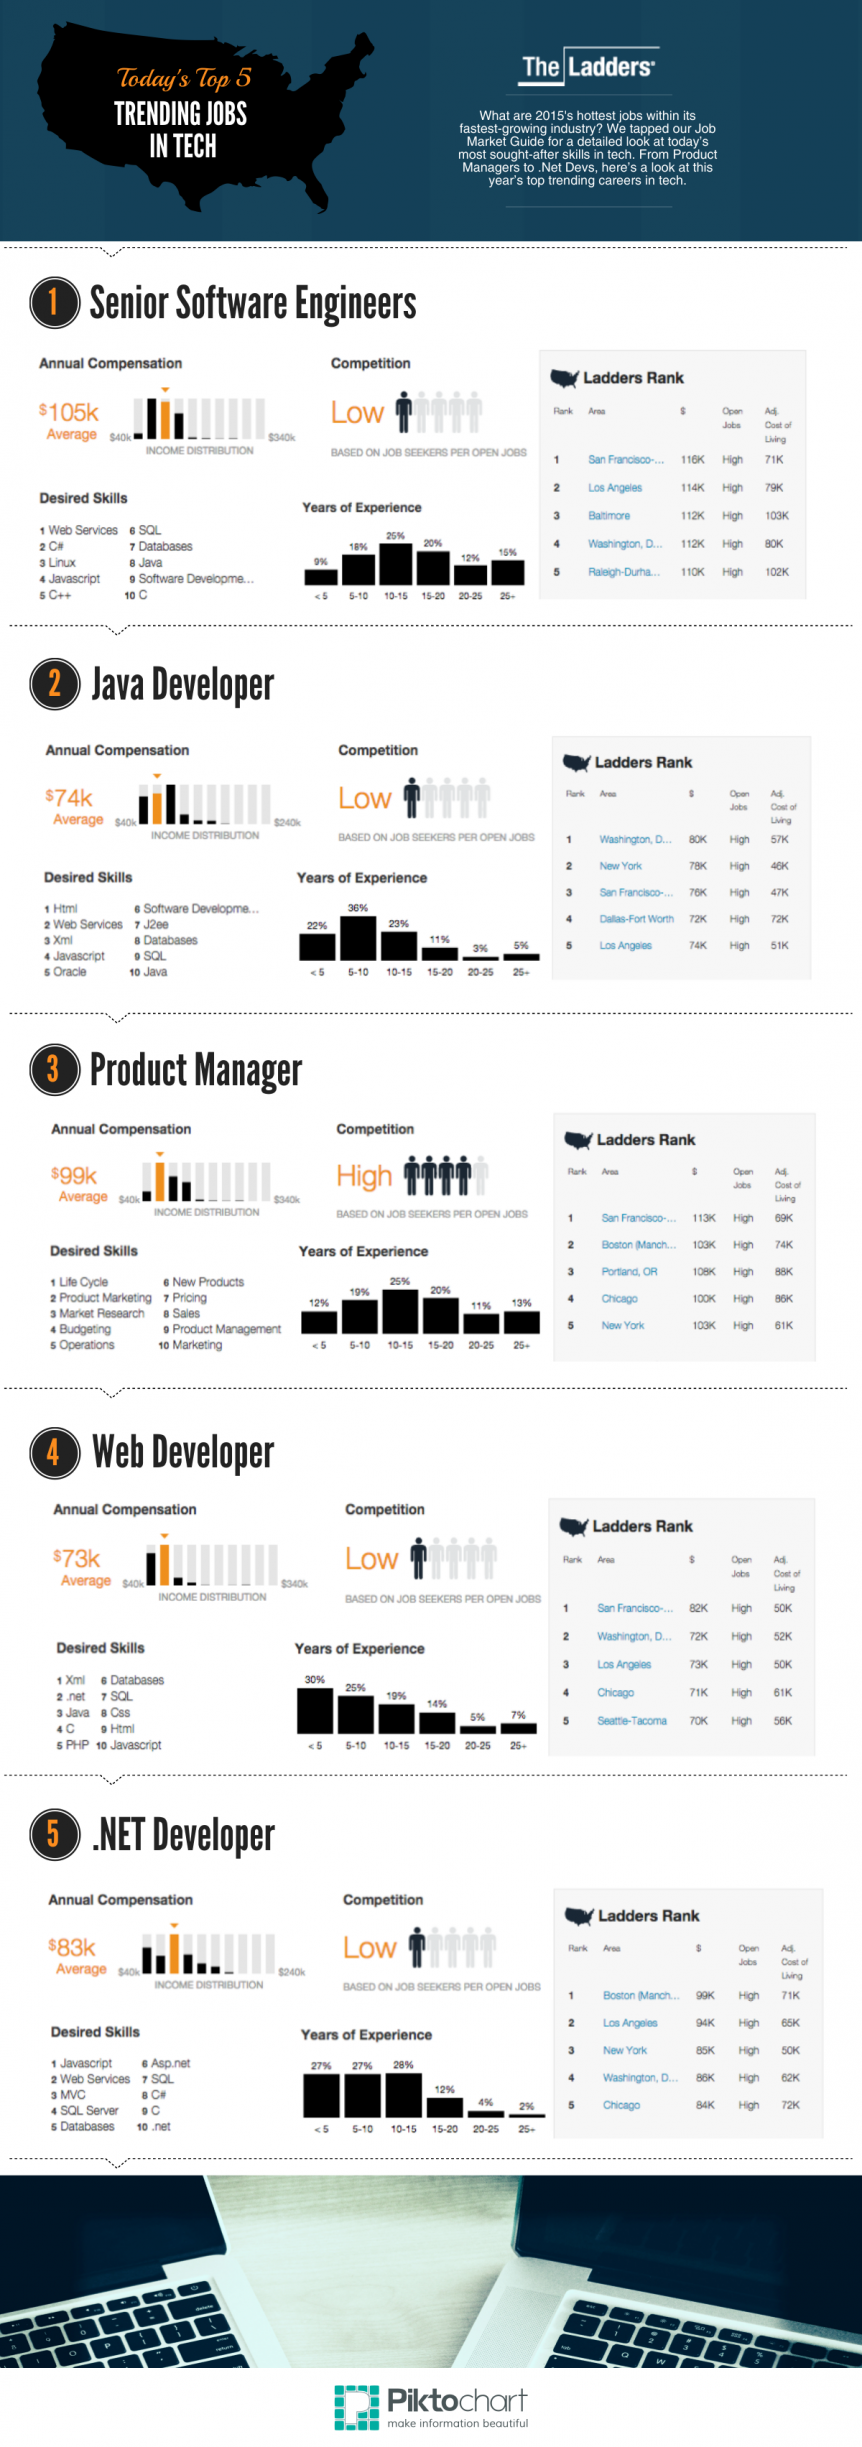 Today's Top 5
TRENDING JOBS
IN TECH
The Ladders
What are 2015's hottest jobs within its
fastest-growing industry? We tapped our Job
Market Guide for a detailed look at today's
most sought-after skills in tech. From Product
Managers to .Net Devs, here's a look at this
year's top trending careers in tech.
1 Senior Software Engineers
Annual Compensation
$105k
Average
$40k
$340k
INCOME DISTRIBUTION
Competition
Low
BASED ON JOB SEEKERS PER OPEN JOBS
Desired Skills
1 Web Services 6 SQL
2 C# 7 Databases
3 Linux 8 Java
4 Javascript 9 Software Developme...
5 C++ 10 C
Years of Experience
9% 18% 25% 20% 12% 15%
< 5 5-10 10-15 15-20 20-25 25+
Ladders Rank
Rank Area $ Open Jobs Adj. Cost of Living
1 San Francisco-... 116K High 71K
2 Los Angeles 114K High 79K
3 Baltimore 112K High 103K
4 Washington, D... 112K High 80K
5 Raleigh-Durha... 110K High 102K
2 Java Developer
Annual Compensation
$74k
Average
$40k
$240k
INCOME DISTRIBUTION
Competition
Low
BASED ON JOB SEEKERS PER OPEN JOBS
Desired Skills
1 Html 6 Software Developme...
2 Web Services 7 J2ee
3 Xml 8 Databases
4 Javascript 9 SQL
5 Oracle 10 Java
Years of Experience
22% 36% 23% 11% 3% 5%
< 5 5-10 10-15 15-20 20-25 25+
Ladders Rank
Rank Area $ Open Jobs Adj. Cost of Living
1 Washington, D... 80K High 57K
2 New York 78K High 46K
3 San Francisco-... 76K High 47K
4 Dallas-Fort Worth 72K High 72K
5 Los Angeles 74K High 51K
3 Product Manager
Annual Compensation
$99k
Average
$40k
$340k
INCOME DISTRIBUTION
Competition
High
BASED ON JOB SEEKERS PER OPEN JOBS
Desired Skills
1 Life Cycle 6 New Products
2 Product Marketing 7 Pricing
3 Market Research 8 Sales
4 Budgeting 9 Product Management
5 Operations 10 Marketing
Years of Experience
12% 19% 25% 20% 11% 13%
< 5 5-10 10-15 15-20 20-25 25+
Ladders Rank
Rank Area $ Open Jobs Adj. Cost of Living
1 San Francisco-... 113K High 69K
2 Boston (Manch... 103K High 74K
3 Portland, OR 108K High 88K
4 Chicago 100K High 86K
5 New York 103K High 61K
4 Web Developer
Annual Compensation
$73k
Average
$40k
$340k
INCOME DISTRIBUTION
Competition
Low
BASED ON JOB SEEKERS PER OPEN JOBS
Desired Skills
1 Xml 6 Databases
2 .net 7 SQL
3 Java 8 Css
4 C 9 Html
5 PHP 10 Javascript
Years of Experience
30% 25% 19% 14% 5% 7%
< 5 5-10 10-15 15-20 20-25 25+
Ladders Rank
Rank Area $ Open Jobs Adj. Cost of Living
1 San Francisco-... 82K High 50K
2 Washington, D... 72K High 52K
3 Los Angeles 73K High 50K
4 Chicago 71K High 61K
5 Seattle-Tacoma 70K High 56K
5 .NET Developer
Annual Compensation
$83k
Average
$40k
$240k
INCOME DISTRIBUTION
Competition
Low
BASED ON JOB SEEKERS PER OPEN JOBS
Desired Skills
1 Javascript 6 Asp.net
2 Web Services 7 SQL
3 MVC 8 C#
4 SQL Server 9 C
5 Databases 10 .net
Years of Experience
27% 27% 28% 12% 4% 2%
< 5 5-10 10-15 15-20 20-25 25+
Ladders Rank
Rank Area $ Open Jobs Adj. Cost of Living
1 Boston (Manch... 99K High 71K
2 Los Angeles 94K High 65K
3 New York 85K High 50K
4 Washington, D... 86K High 62K
5 Chicago 84K High 72K
Piktochart
make information beautiful